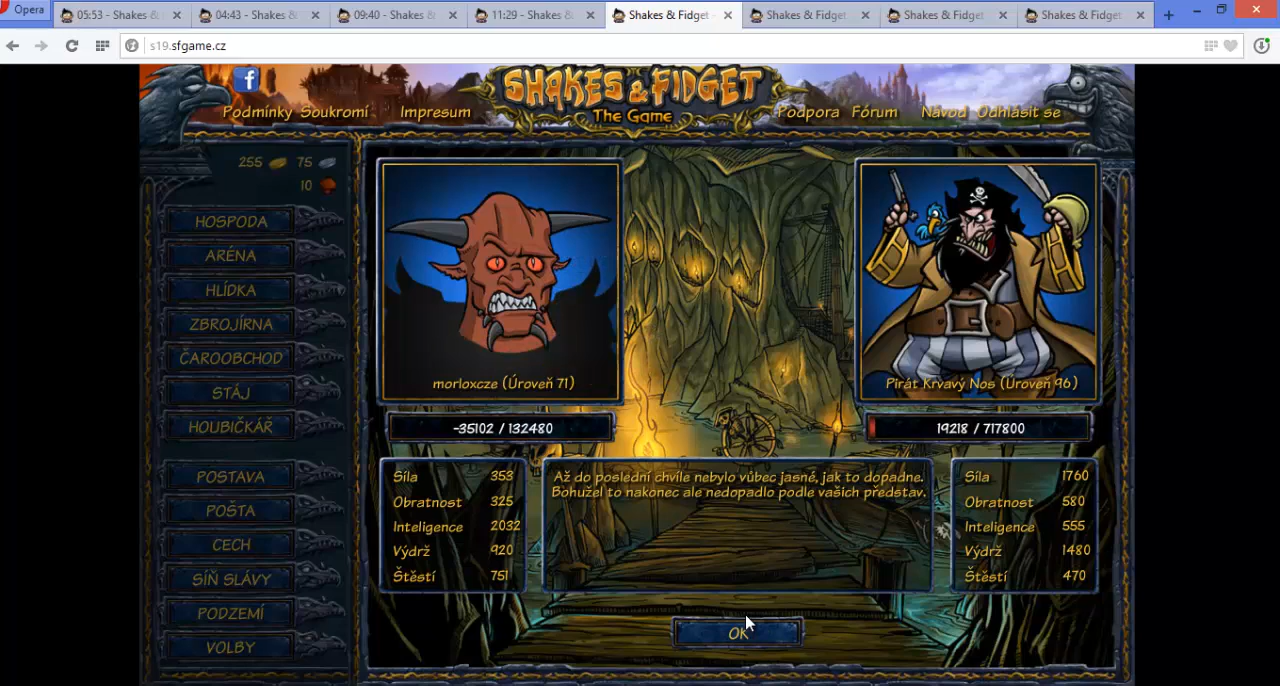 Opera
05:53 - Shakes &
04:43 - Shakes &
09:40 - Shakes &
11:29 - Shakes &
Shakes & Fidget -
Shakes & Fidget
Shakes & Fidget
Shakes & Fidget
s19.sfgame.cz
SHAKES & FIDGET
The Game
Podmínky Soukromí Impresum
Podpora Fórum Návod Odhlásit se
255 75
10
HOSPODA
ARÉNA
HLÍDKA
ZBROJÍRNA
ČAROOBCHOD
STÁJ
HOUBIČKÁŘ
POSTAVA
POŠTA
CECH
SÍŇ SLÁVY
PODZEMÍ
VOLBY
morloxcze (Úroveň 71)
-35102 / 132480
Síla 353
Obratnost 325
Inteligence 2032
Výdrž 920
Štěstí 751
Až do poslední chvíle nebylo vůbec jasné, jak to dopadne.
Bohužel to nakonec ale nedopadlo podle vašich představ.
OK
Pirát Krvavý Nos (Úroveň 96)
19218 / 717800
Síla 1760
Obratnost 580
Inteligence 555
Výdrž 1480
Štěstí 470